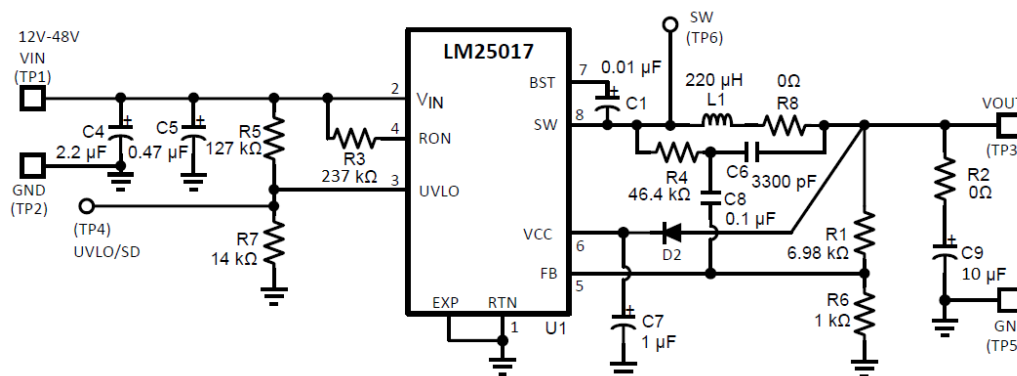 12V-48V
VIN
(TP1)
GND
(TP2)
(TP4)
UVLO/SD
C4
+
2.2 µF
C5
+
0.47 µF
R5
127 kΩ
R7
14 kΩ
R3
237 kΩ
2
4
3
LM25017
VIN
RON
UVLO
BST
SW
VCC
FB
EXP
RTN
1
U1
7
8
6
5
0.01 µF
+
C1
SW
(TP6)
220 µH
L1
0Ω
R8
R4
46.4 kΩ
C6
3300 pF
C8
0.1 µF
D2
+
C7
1 µF
R1
6.98 kΩ
R6
1 kΩ
R2
0Ω
+
C9
10 µF
VOUT
(TP3
GN
(TP5